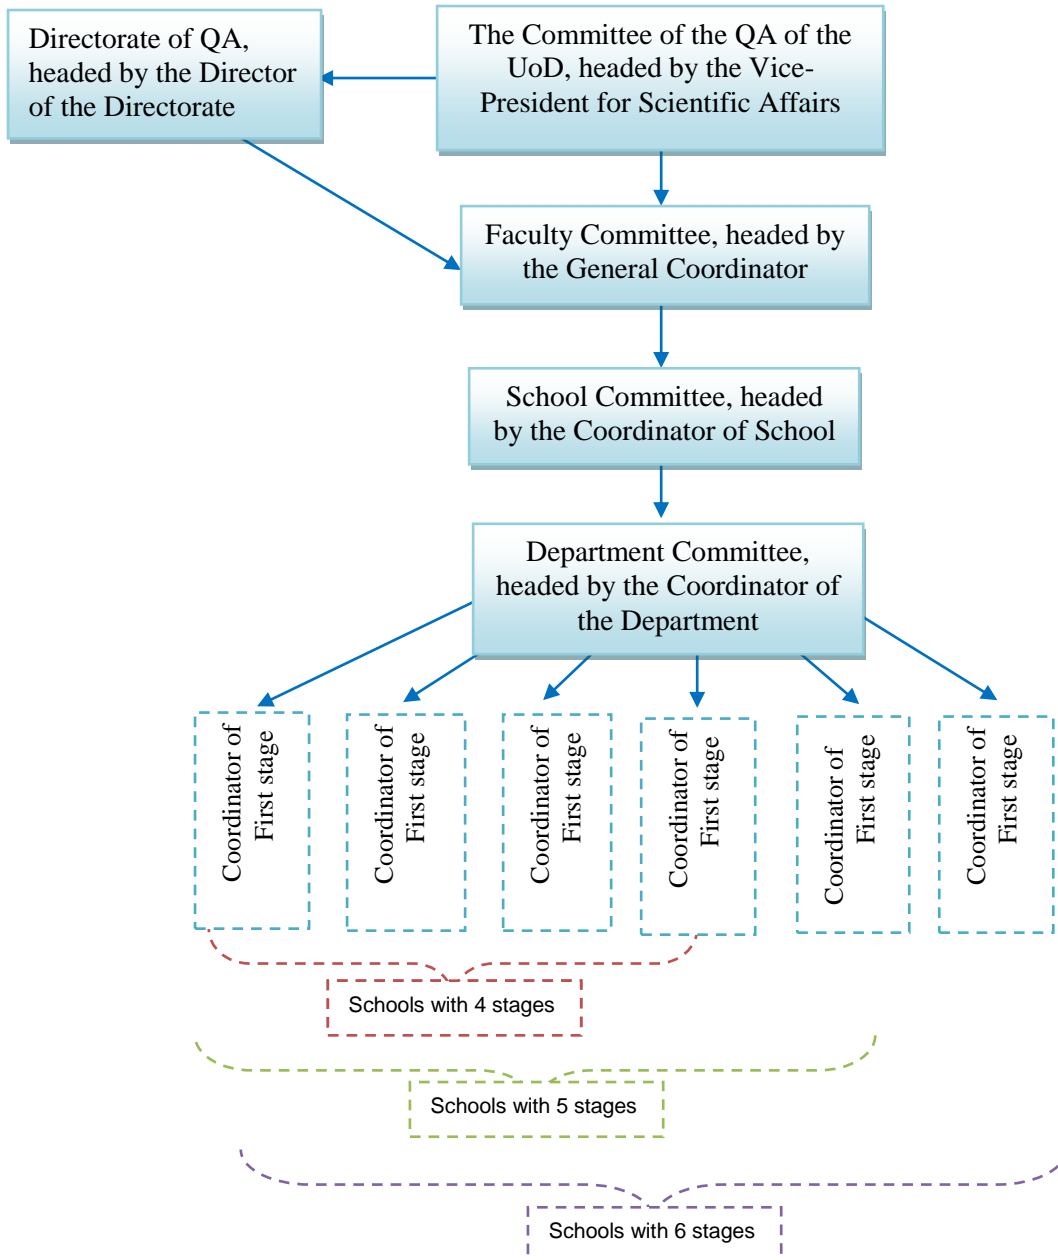 Directorate of QA,
headed by the Director
of the Directorate
The Committee of the QA of the
UoD, headed by the Vice-
President for Scientific Affairs
Faculty Committee, headed by
the General Coordinator
School Committee, headed
by the Coordinator of School
Department Committee,
headed by the Coordinator of
the Department
Coordinator of
First stage
Coordinator of
First stage
Coordinator of
First stage
Coordinator of
First stage
Coordinator of
First stage
Coordinator of
First stage
Schools with 4 stages
Schools with 5 stages
Schools with 6 stages